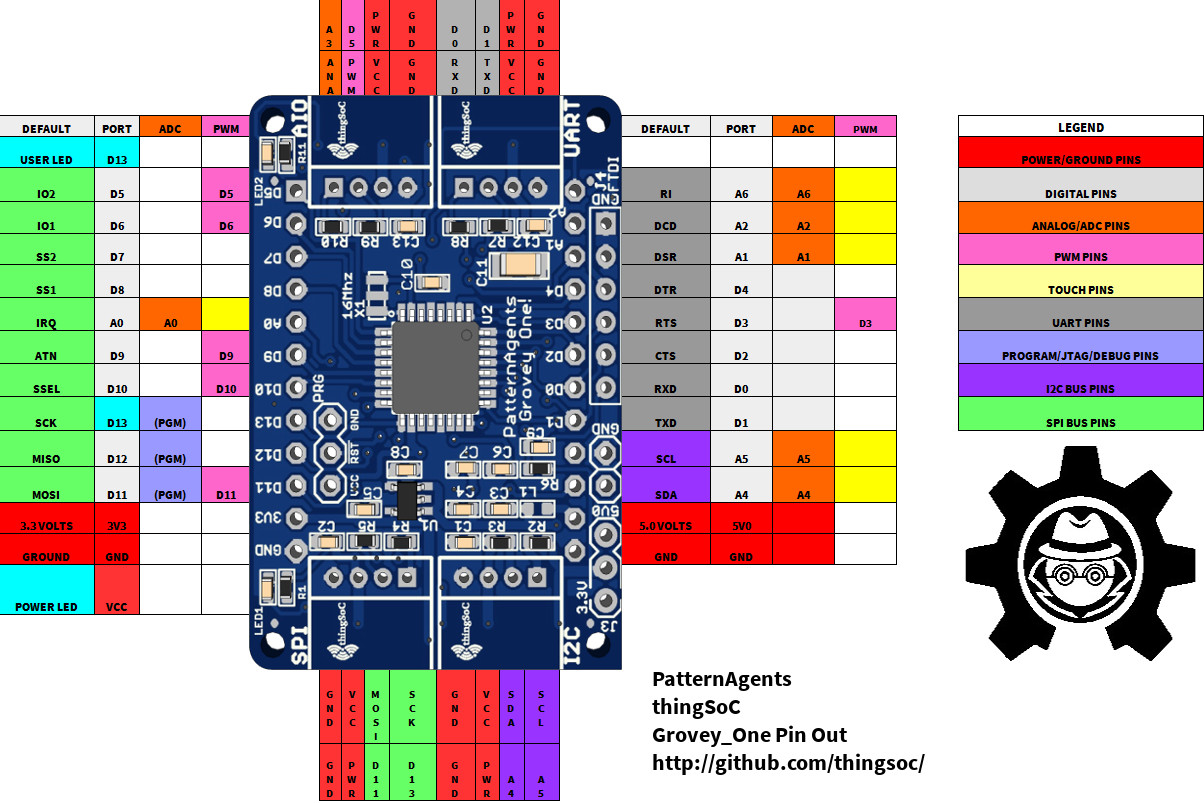 A3 D5 PWR GND D0 D1 PWR GND
ANA PWM VCC GND RXD TXD VCC GND
DEFAULT PORT ADC PWM
USER LED D13
IO2 D5 D5
IO1 D6 D6
SS2 D7
SS1 D8
IRQ A0 A0
ATN D9 D9
SSEL D10 D10
SCK D13 (PGM)
MISO D12 (PGM)
MOSI D11 (PGM) D11
3.3 VOLTS 3V3
GROUND GND
POWER LED VCC
AIO thingSoC thingSoC UART
R11
LED2
J4
FTDI
D5
D6
D7
D8
A0
D9
D10
D13
D12
D11
3V3
GND
R10 R9 C13 R8 R7 C12
A2
A1
D4
D3
D2
D0
D1
GND
5V0
C10 C11
16Mhz
X1
U2
PatternAgents
Grovey One!
PRG
GND
RST
VCC
C9
C8 C7 C6 R6
C5 C4 C3 L1
U1
C2 R5 R4 C1 R3 R2
R1
LED1
3.3V
J3
SPI thingSoC thingSoC I2C
DEFAULT PORT ADC PWM
RI A6 A6
DCD A2 A2
DSR A1 A1
DTR D4
RTS D3 D3
CTS D2
RXD D0
TXD D1
SCL A5 A5
SDA A4 A4
5.0 VOLTS 5V0
GND GND
GND VCC MOSI SCK GND VCC SDA SCL
GND PWR D11 D13 GND PWR A4 A5
LEGEND
POWER/GROUND PINS
DIGITAL PINS
ANALOG/ADC PINS
PWM PINS
TOUCH PINS
UART PINS
PROGRAM/JTAG/DEBUG PINS
I2C BUS PINS
SPI BUS PINS
PatternAgents
thingSoC
Grovey_One Pin Out
http://github.com/thingsoc/